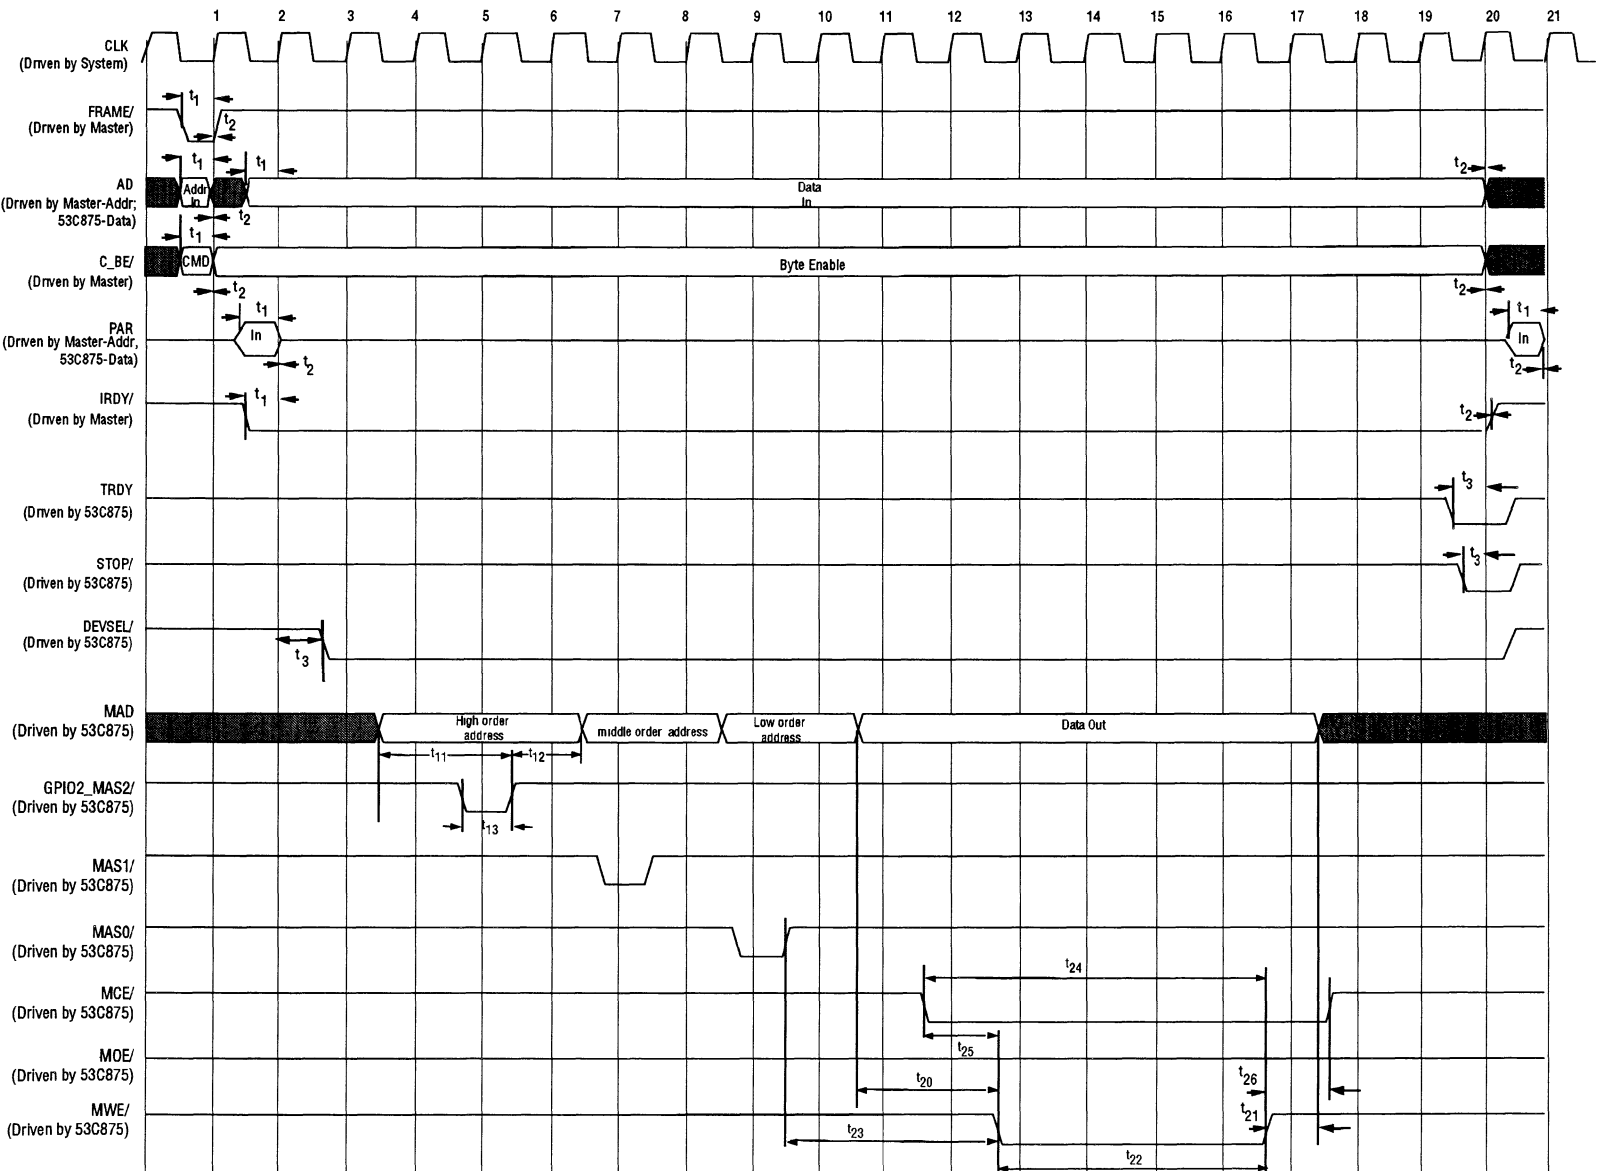 1 2 3 4 5 6 7 8 9 10 11 12 13 14 15 16 17 18 19 20 21
CLK
(Driven by System)
FRAME/
(Driven by Master)
t1
t2
AD
(Driven by Master-Addr;
53C875-Data)
t1 t1 t2
Addr
In
Data
In
t2
C_BE/
(Driven by Master)
t1
CMD
Byte Enable
t2 t2
PAR
(Driven by Master-Addr,
53C875-Data)
t1 t1
In In
t2 t2
IRDY/
(Driven by Master)
t1 t2
TRDY
(Driven by 53C875)
t3
STOP/
(Driven by 53C875)
t3
DEVSEL/
(Driven by 53C875)
t3
MAD
(Driven by 53C875)
High order
address
middle order address
Low order
address
Data Out
t11 t12
GPIO2_MAS2/
(Driven by 53C875)
t13
MAS1/
(Driven by 53C875)
MAS0/
(Driven by 53C875)
t24
MCE/
(Driven by 53C875)
t25
MOE/
(Driven by 53C875)
t20 t26
MWE/
(Driven by 53C875)
t21
t23
t22